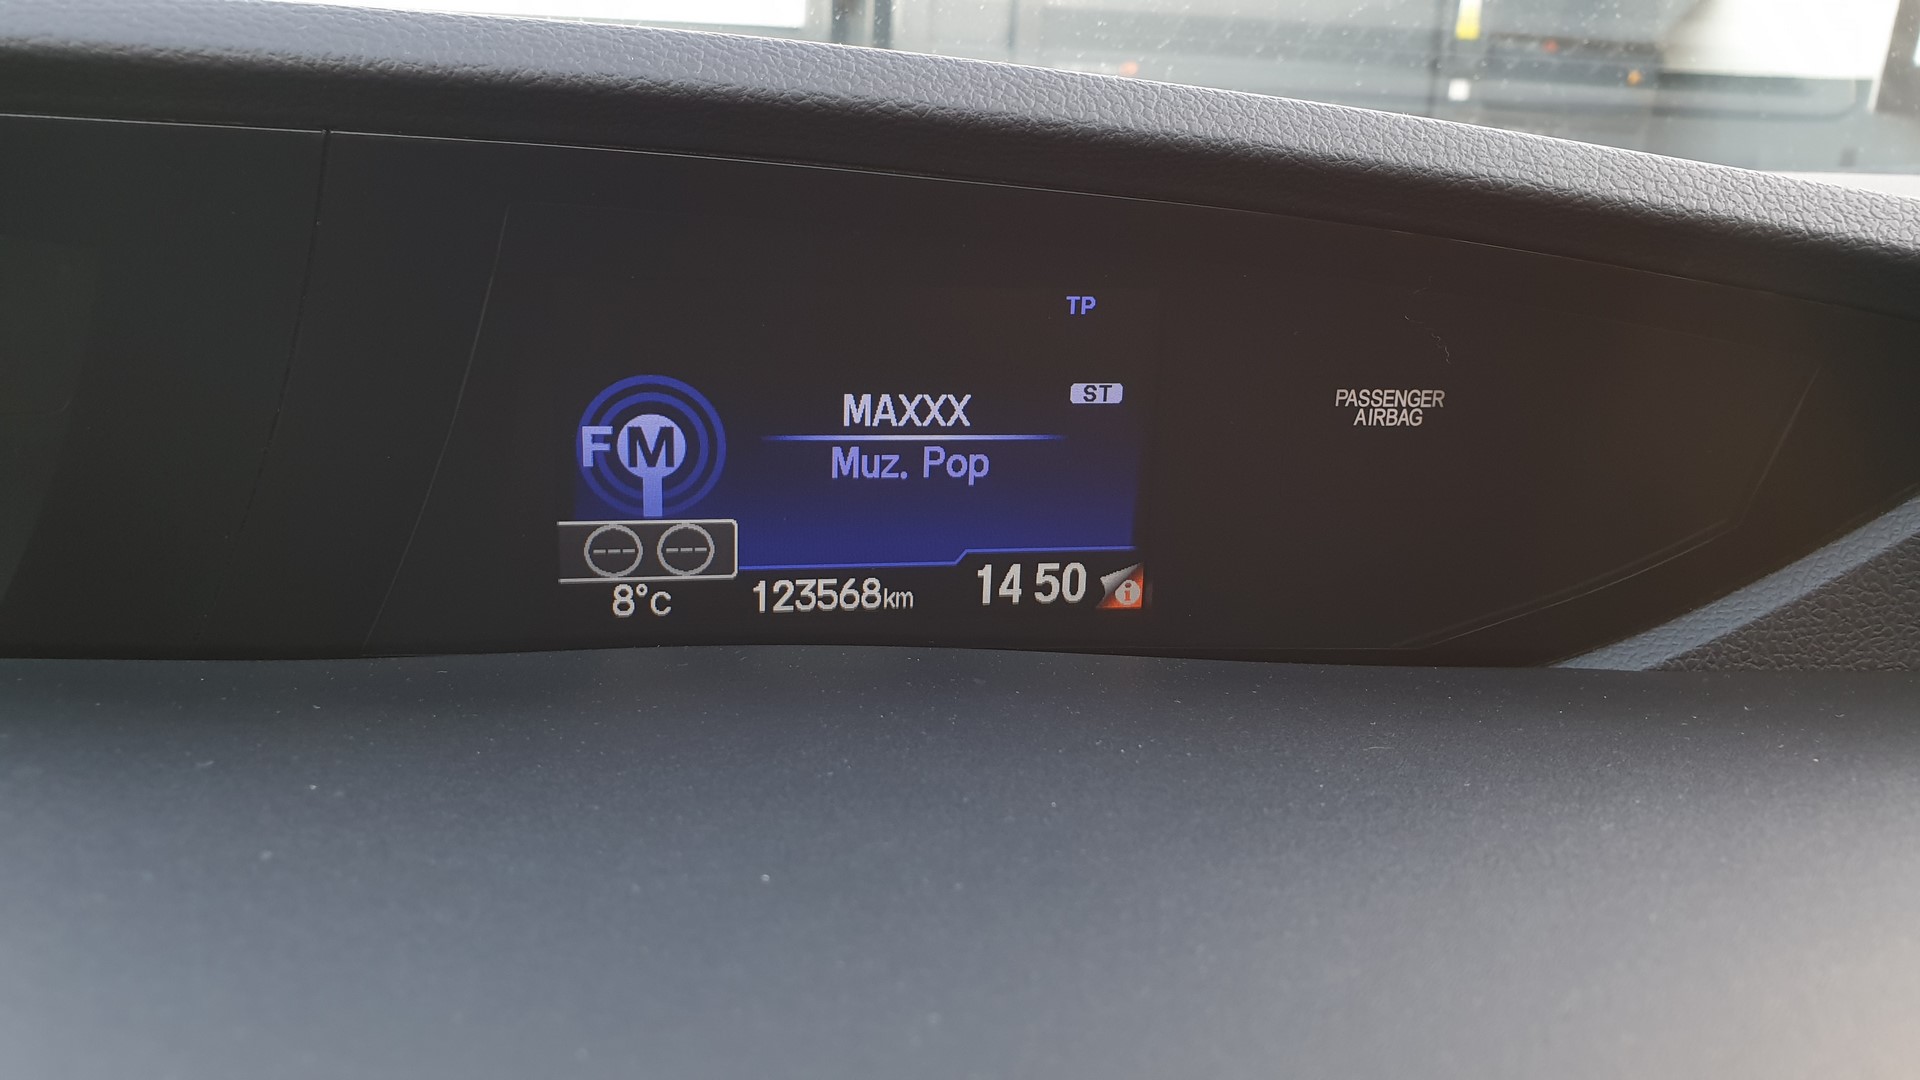 TP
ST
FM
MAXXX
Muz. Pop
--- ---
8°C
123568km
14 50
i
PASSENGER
AIRBAG